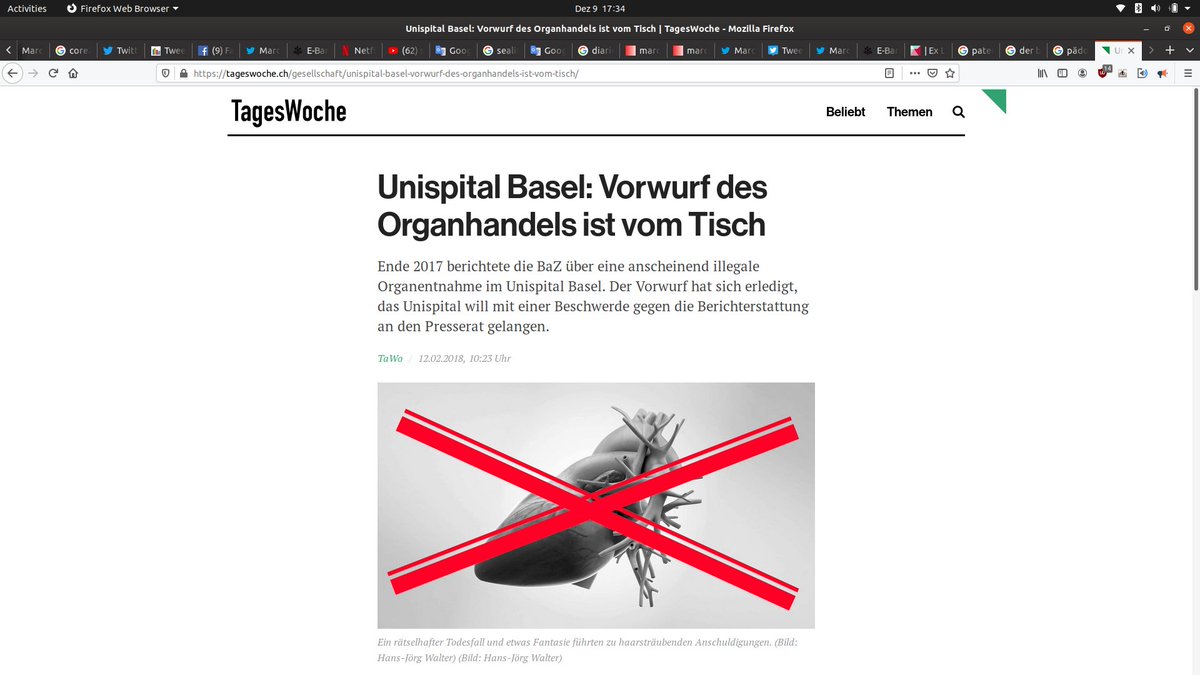 Activities Firefox Web Browser Dez 9 17:34
Unispital Basel: Vorwurf des Organhandels ist vom Tisch | TagesWoche - Mozilla Firefox
Marc core. Twitt Twee (9) Fa Marc E-Ba Netf (62) Goog seali Goo diari marc marc Marc Twee Marc E-Ba | Ex L pate der b pädo Un
https://tageswoche.ch/gesellschaft/unispital-basel-vorwurf-des-organhandels-ist-vom-tisch/ 14
TagesWoche Beliebt Themen
Unispital Basel: Vorwurf des
Organhandels ist vom Tisch
Ende 2017 berichtete die BaZ über eine anscheinend illegale
Organentnahme im Unispital Basel. Der Vorwurf hat sich erledigt,
das Unispital will mit einer Beschwerde gegen die Berichterstattung
an den Presserat gelangen.
TaWo / 12.02.2018, 10:23 Uhr
Ein rätselhafter Todesfall und etwas Fantasie führten zu haarsträubenden Anschuldigungen. (Bild:
Hans-Jörg Walter) (Bild: Hans-Jörg Walter)